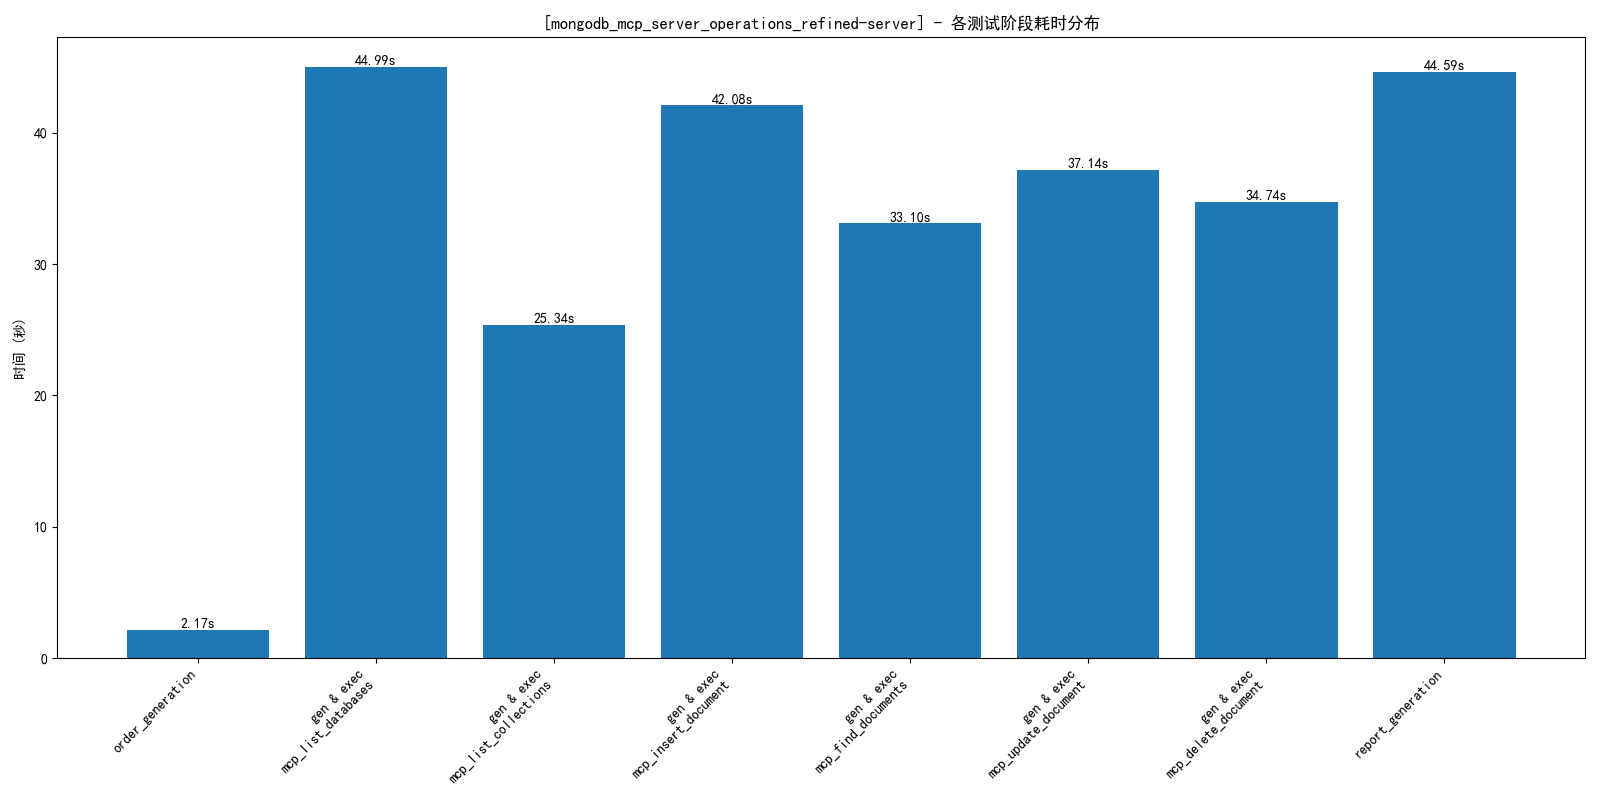 [mongodb_mcp_server_operations_refined-server] - 各测试阶段耗时分布
时间 (秒)
40
30
20
10
0
2.17s
44.99s
25.34s
42.08s
33.10s
37.14s
34.74s
44.59s
order_generation
gen & exec
mcp_list_databases
gen & exec
mcp_list_collections
gen & exec
mcp_insert_document
gen & exec
mcp_find_documents
gen & exec
mcp_update_document
gen & exec
mcp_delete_document
report_generation